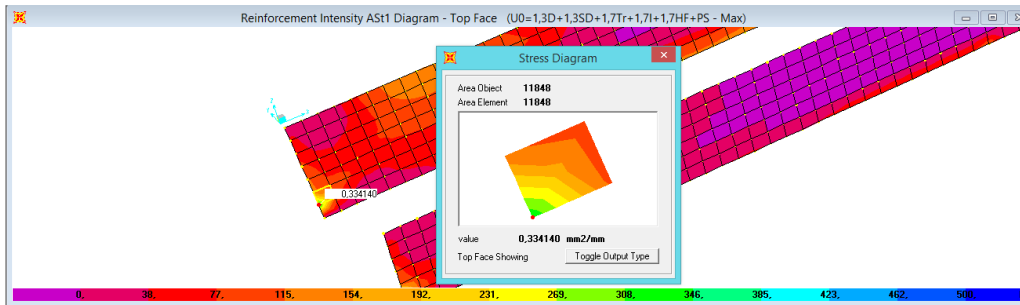 Reinforcement Intensity ASt1 Diagram - Top Face (U0=1,3D+1,3SD+1,7Tr+1,7I+1,7HF+PS - Max)
Stress Diagram
Area Object 11848
Area Element 11848
0,334140
value 0,334140 mm2/mm
Top Face Showing Toggle Output Type
0, 38, 77, 115, 154, 192, 231, 269, 308, 346, 385, 423, 462, 500,